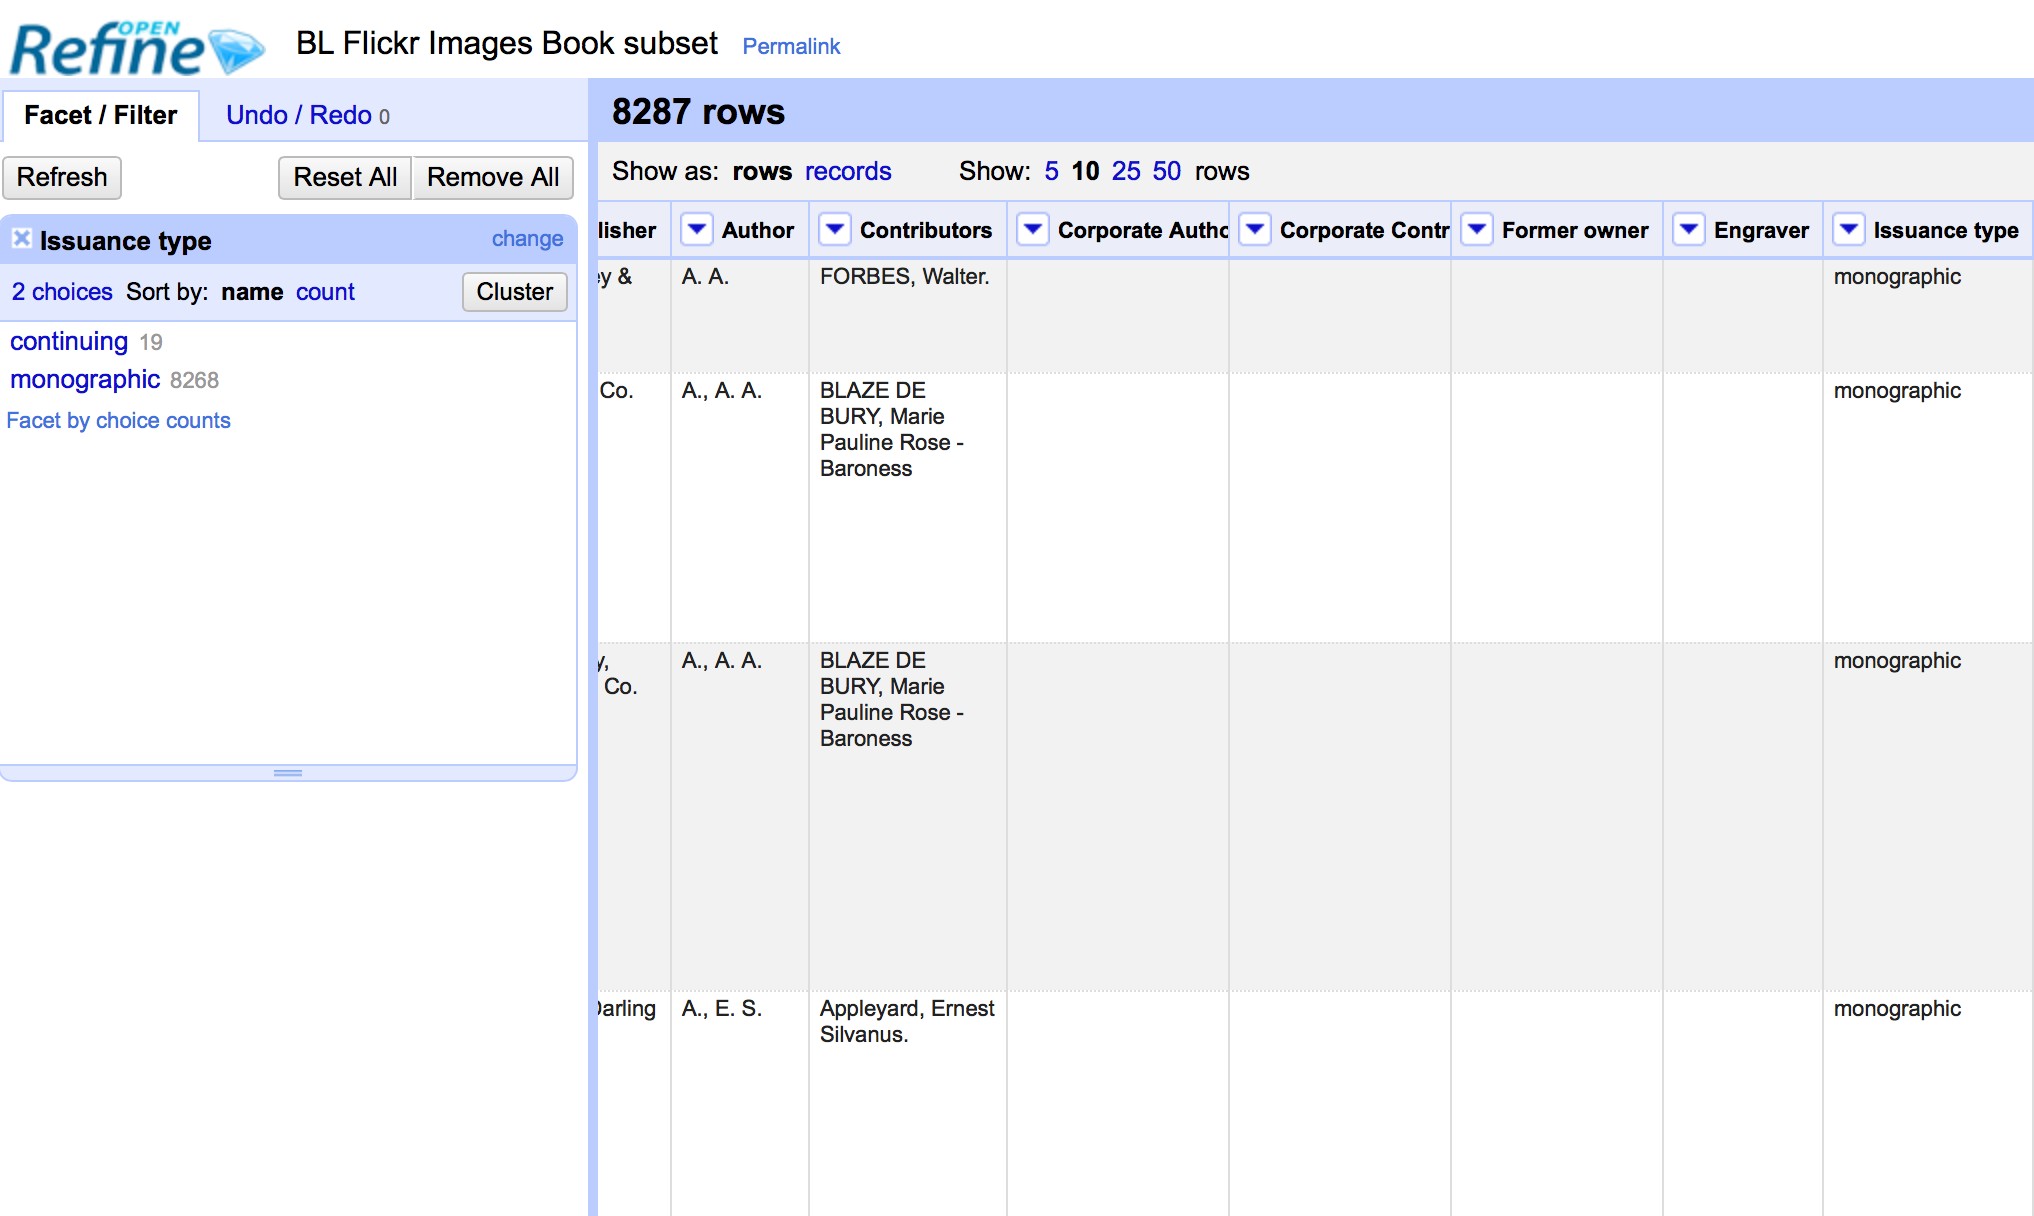 OPEN
Refine
BL Flickr Images Book subset Permalink
Facet / Filter Undo / Redo 0
8287 rows
Refresh Reset All Remove All
Show as: rows records Show: 5 10 25 50 rows
Issuance type change
2 choices Sort by: name count Cluster
continuing 19
monographic 8268
Facet by choice counts
lisher Author Contributors Corporate Autho Corporate Contr Former owner Engraver Issuance type
ey & A. A. FORBES, Walter. monographic
Co. A., A. A. BLAZE DE monographic
BURY, Marie
Pauline Rose -
Baroness
y, A., A. A. BLAZE DE monographic
Co. BURY, Marie
Pauline Rose -
Baroness
Darling A., E. S. Appleyard, Ernest monographic
Silvanus.